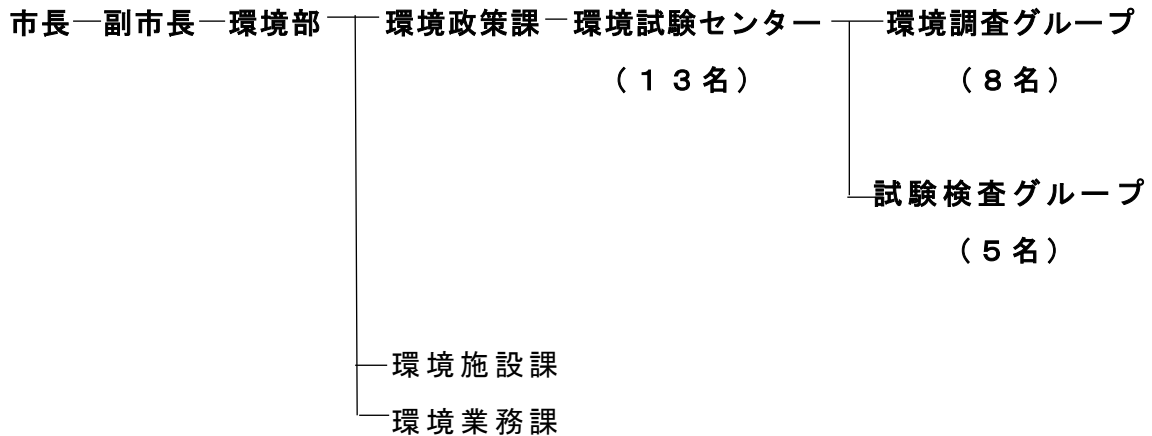 市長―副市長―環境部 環境政策課―環境試験センター 環境調査グループ
（１３名） （８名）
試験検査グループ
（５名）
環境施設課
環境業務課